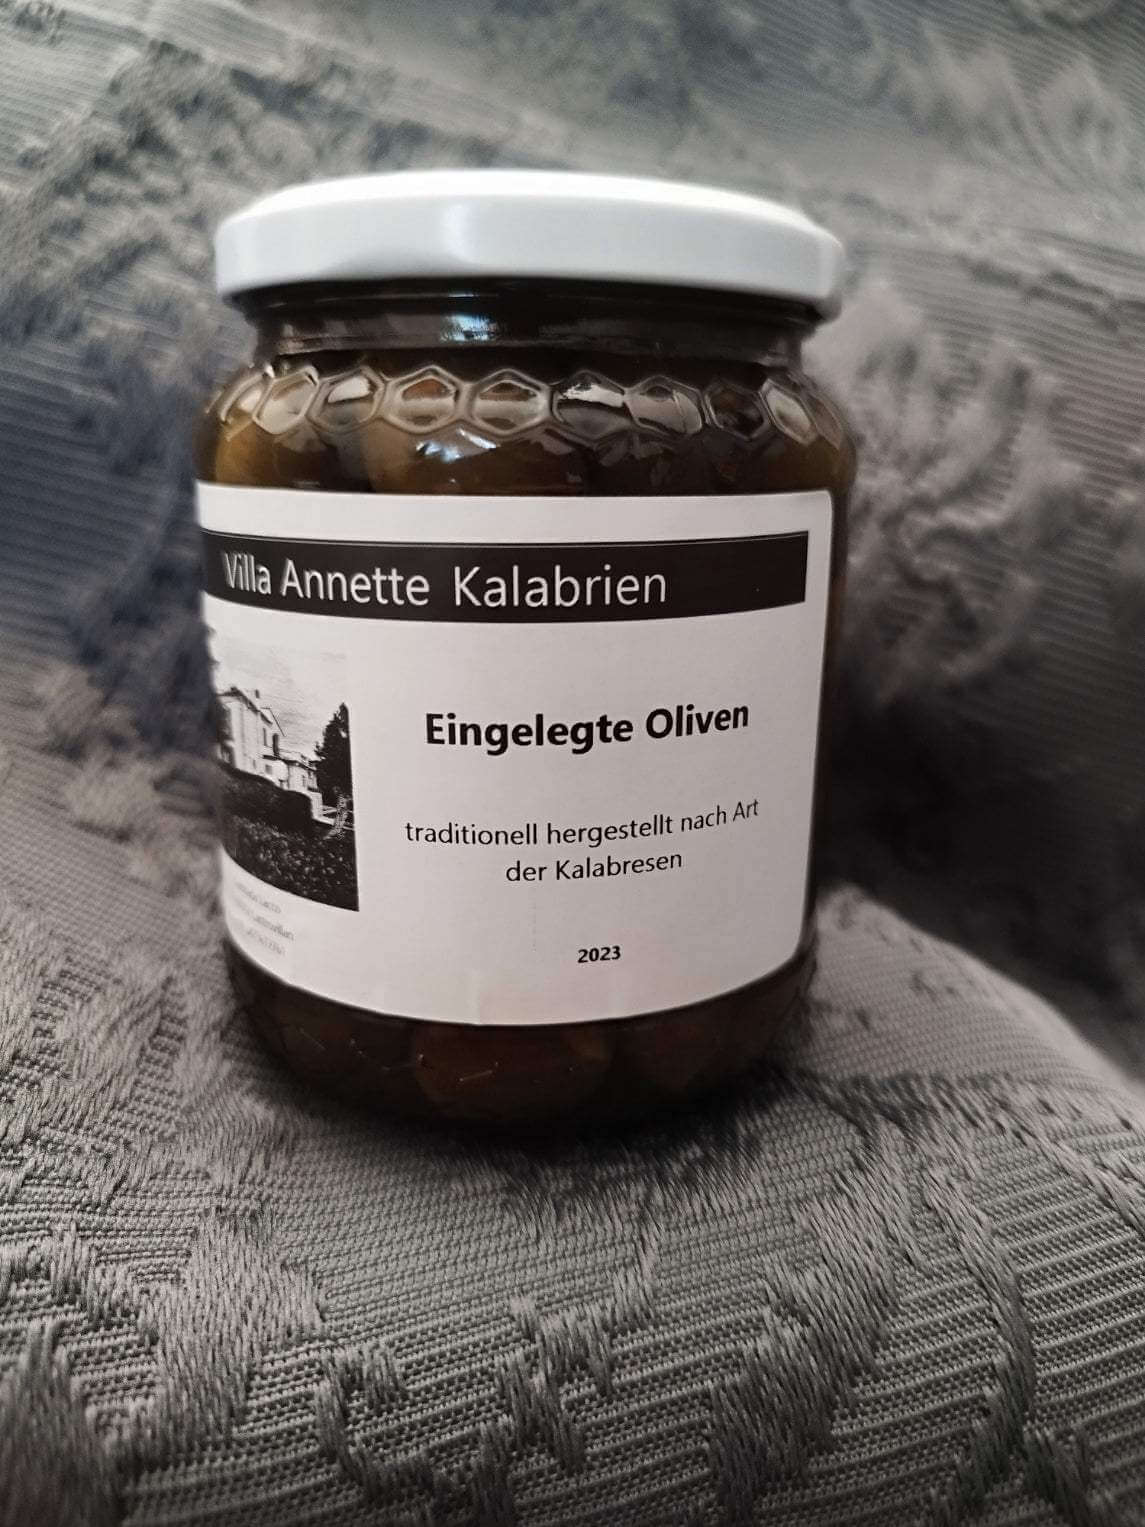 Villa Annette Kalabrien
Eingelegte Oliven
traditionell hergestellt nach Art
der Kalabresen
2023